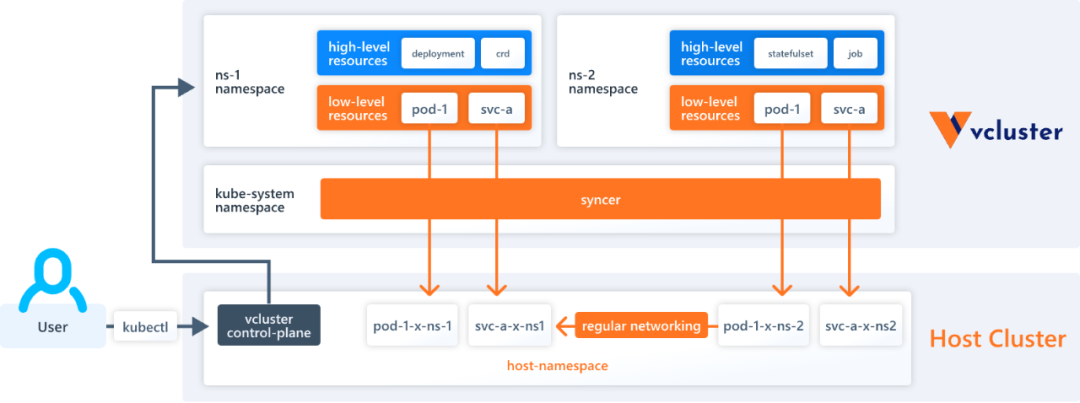 high-level
resources
deployment
crd
high-level
resources
statefulset
job
ns-1
namespace
ns-2
namespace
low-level
resources
pod-1
svc-a
low-level
resources
pod-1
svc-a
vcluster
kube-system
namespace
syncer
User
kubectl
vcluster
control-plane
pod-1-x-ns-1
svc-a-x-ns1
regular networking
pod-1-x-ns-2
svc-a-x-ns2
Host Cluster
host-namespace